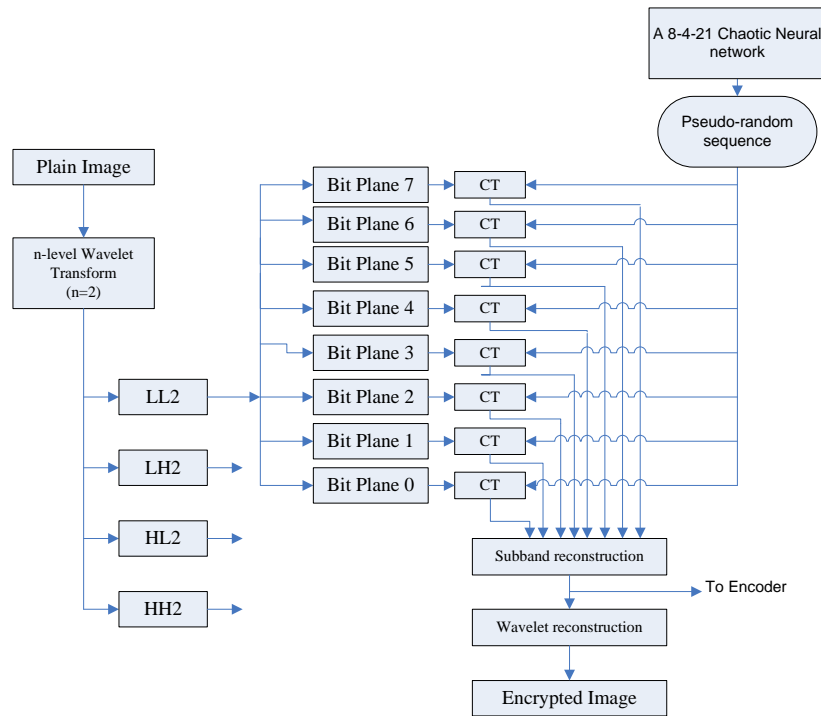 A 8-4-21 Chaotic Neural
network
Pseudo-random
sequence
Plain Image
n-level Wavelet
Transform
(n=2)
Bit Plane 7
CT
Bit Plane 6
CT
Bit Plane 5
CT
Bit Plane 4
CT
Bit Plane 3
CT
LL2
Bit Plane 2
CT
Bit Plane 1
CT
LH2
Bit Plane 0
CT
HL2
Subband reconstruction
To Encoder
HH2
Wavelet reconstruction
Encrypted Image